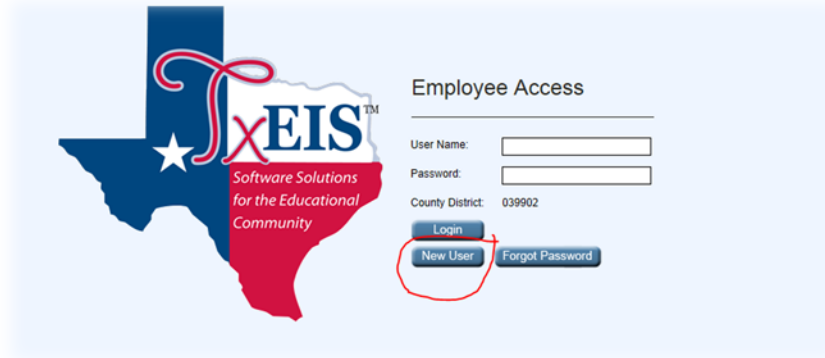 TxEIS™
Software Solutions
for the Educational
Community
Employee Access
User Name:
Password:
County District: 039902
Login
New User Forgot Password